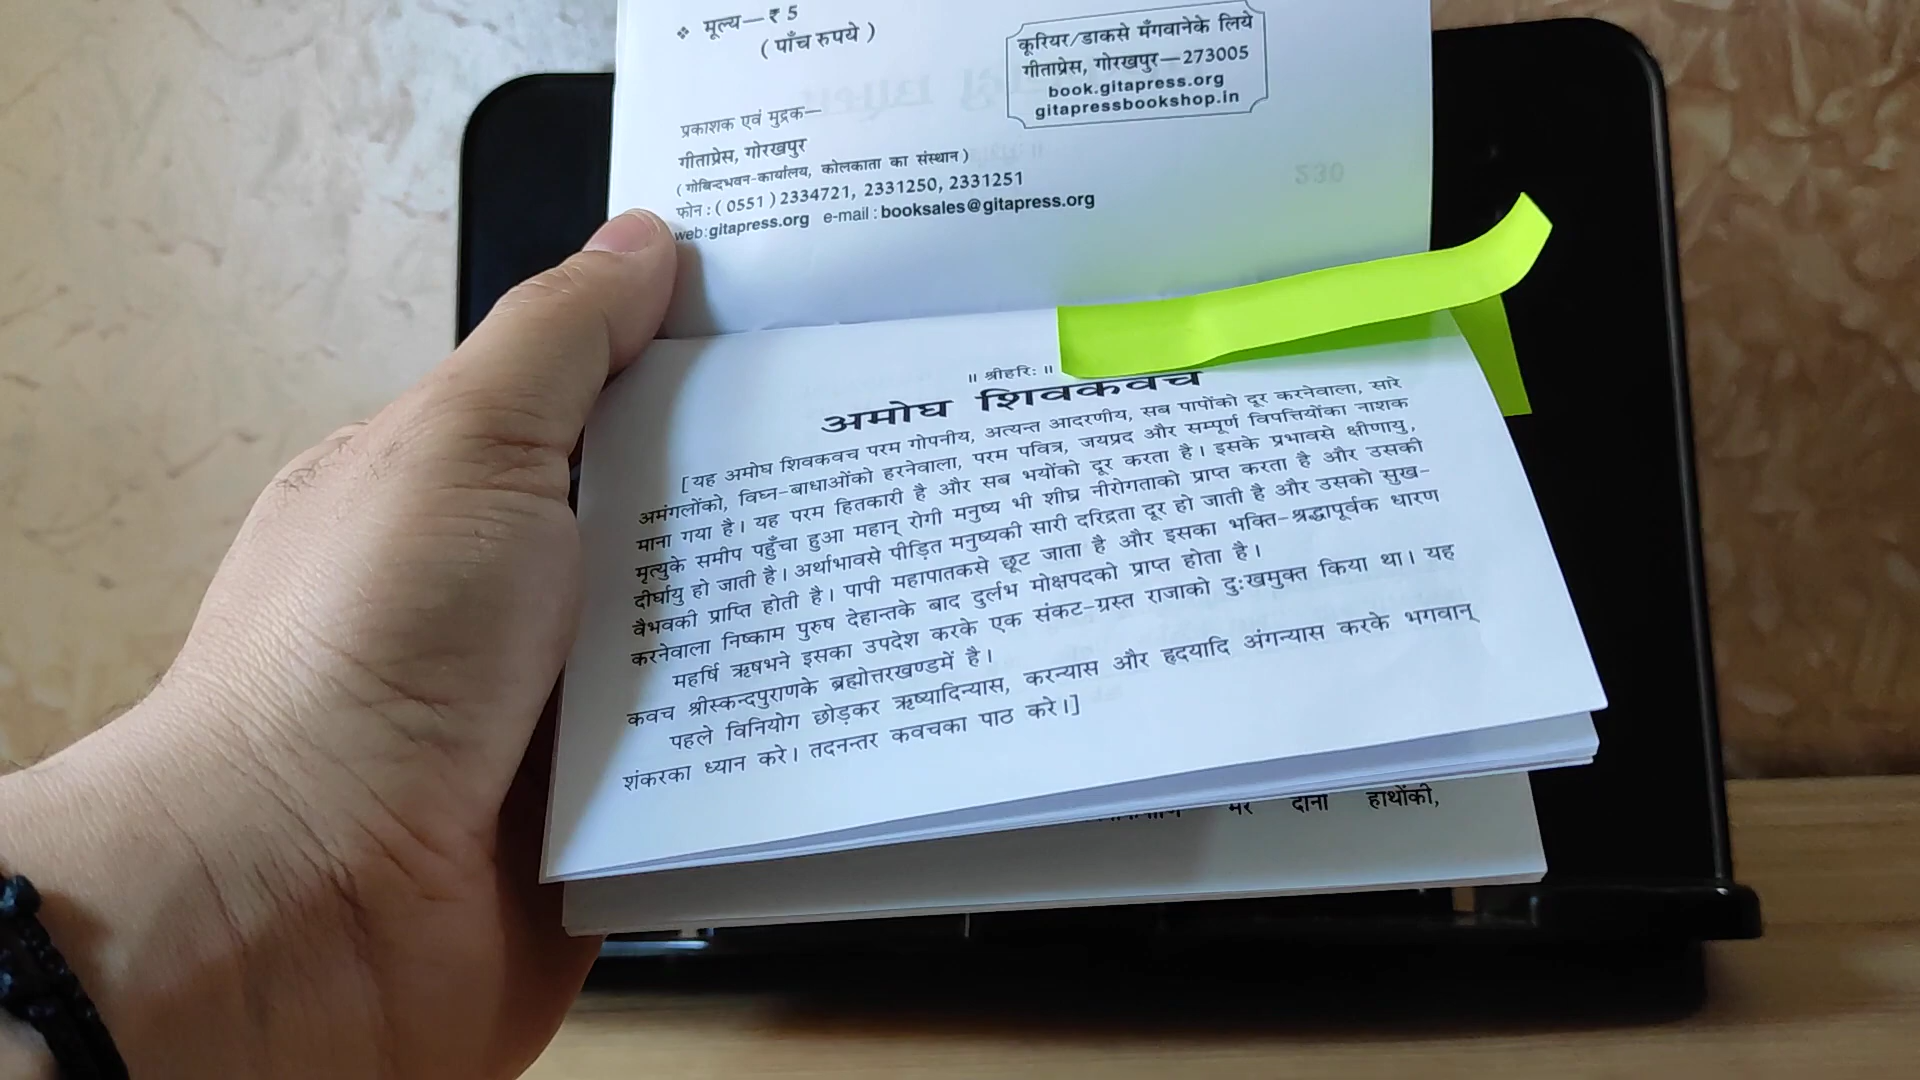 ❖ मूल्य—₹ 5
( पाँच रुपये )
कूरियर/डाकसे मँगवानेके लिये
गीताप्रेस, गोरखपुर—273005
book.gitapress.org
gitapressbookshop.in
प्रकाशक एवं मुद्रक—
गीताप्रेस, गोरखपुर
( गोबिन्दभवन-कार्यालय, कोलकाता का संस्थान )
फोन : ( 0551 ) 2334721, 2331250, 2331251
web:gitapress.org e-mail : booksales@gitapress.org
230
॥ श्रीहरिः ॥
अमोघ शिवकवच
[ यह अमोघ शिवकवच परम गोपनीय, अत्यन्त आदरणीय, सब पापोंको दूर करनेवाला, सारे
अमंगलोंको, विघ्न-बाधाओंको हरनेवाला, परम पवित्र, जयप्रद और सम्पूर्ण विपत्तियोंका नाशक
माना गया है। यह परम हितकारी है और सब भयोंको दूर करता है। इसके प्रभावसे क्षीणायु,
मृत्युके समीप पहुँचा हुआ महान् रोगी मनुष्य भी शीघ्र नीरोगताको प्राप्त करता है और उसकी
दीर्घायु हो जाती है। अर्थाभावसे पीड़ित मनुष्यकी सारी दरिद्रता दूर हो जाती है और उसको सुख-
वैभवकी प्राप्ति होती है। पापी महापातकसे छूट जाता है और इसका भक्ति-श्रद्धापूर्वक धारण
करनेवाला निष्काम पुरुष देहान्तके बाद दुर्लभ मोक्षपदको प्राप्त होता है।
महर्षि ऋषभने इसका उपदेश करके एक संकट-ग्रस्त राजाको दुःखमुक्त किया था। यह
कवच श्रीस्कन्दपुराणके ब्रह्मोत्तरखण्डमें है।
पहले विनियोग छोड़कर ऋष्यादिन्यास, करन्यास और हृदयादि अंगन्यास करके भगवान्
शंकरका ध्यान करे। तदनन्तर कवचका पाठ करे।]
मेरे दोनों हाथोंकी,